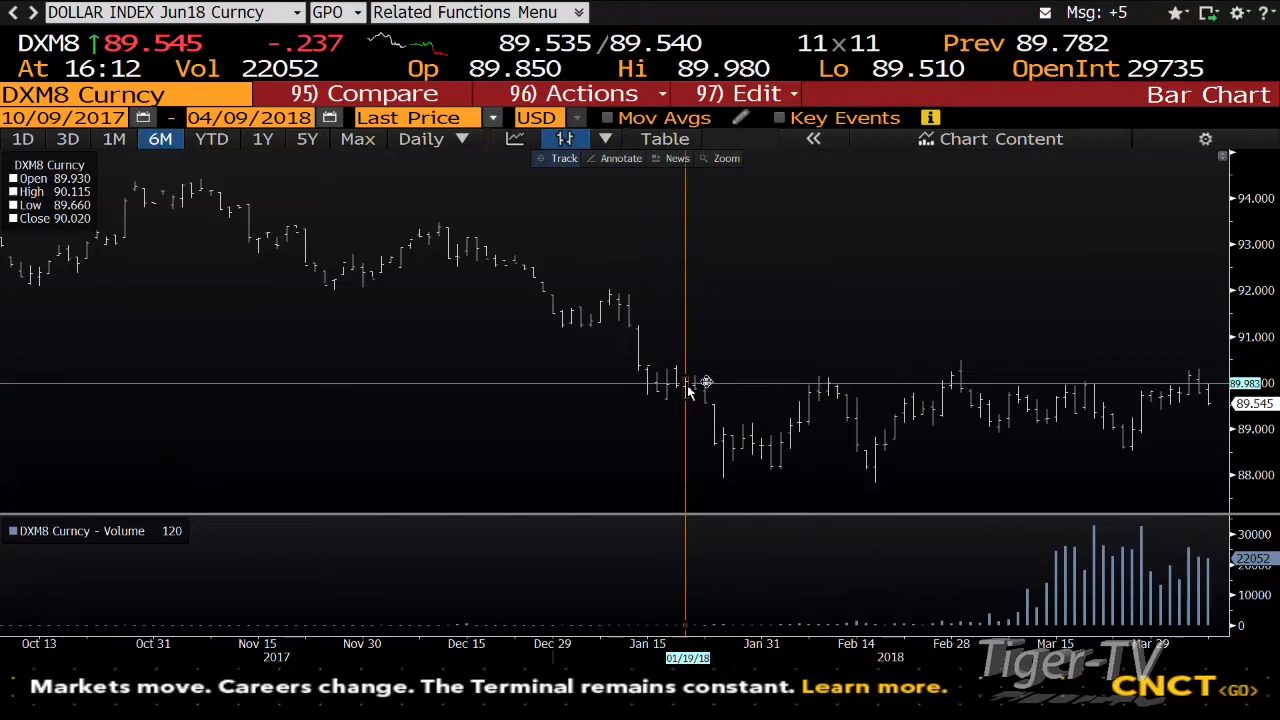 DOLLAR INDEX Jun18 Curncy GPO Related Functions Menu Msg: +5
DXM8 ↑89.545 -.237 89.535/89.540 11x11 Prev 89.782
At 16:12 Vol 22052 Op 89.850 Hi 89.980 Lo 89.510 OpenInt 29735
DXM8 Curncy 95) Compare 96) Actions 97) Edit Bar Chart
10/09/2017 - 04/09/2018 Last Price USD Mov Avgs Key Events
1D 3D 1M 6M YTD 1Y 5Y Max Daily Table Chart Content
Track Annotate News Zoom
DXM8 Curncy
Open 89.930
High 90.115
Low 89.660
Close 90.020
94.000
93.000
92.000
91.000
89.983
89.545
89.000
88.000
DXM8 Curncy - Volume 120
30000
22052
10000
0
Oct 13 Oct 31 Nov 15 Nov 30 Dec 15 Dec 29 Jan 15 Jan 31 Feb 14 Feb 28 Mar 15 Mar 29
2017 01/19/18 2018
Tiger-TV
Markets move. Careers change. The Terminal remains constant. Learn more. CNCT <GO>